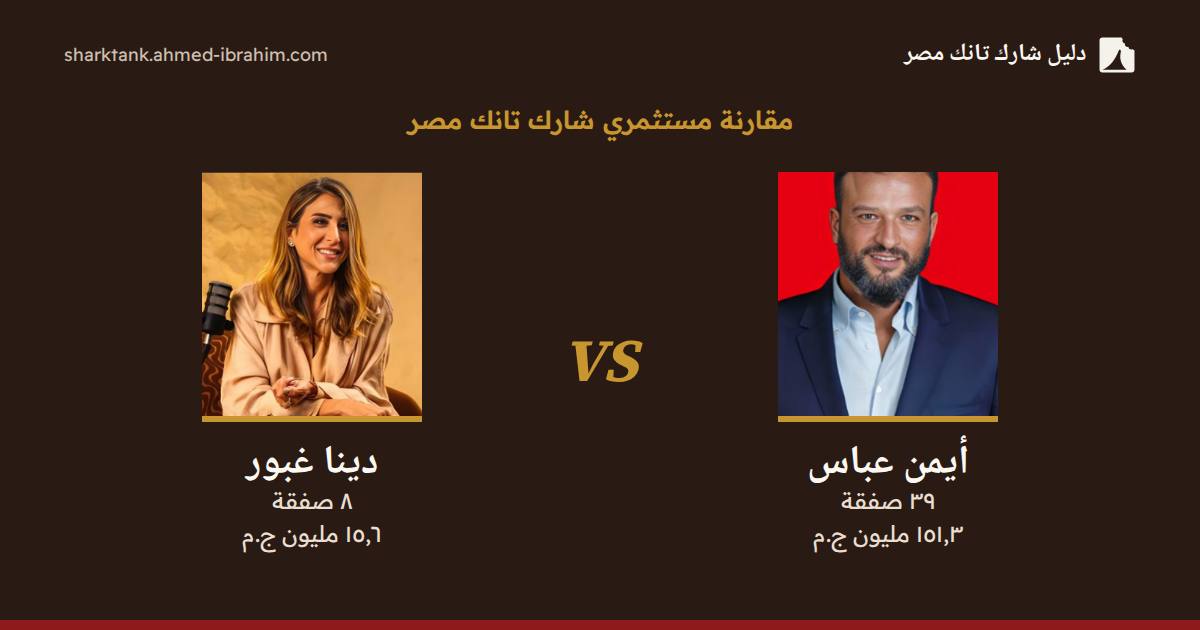 دليل شارك تانك مصر
sharktank.ahmed-ibrahim.com
مقارنة مستثمري شارك تانك مصر
أيمن عباس
٣٩ صفقة
١٥١,٣ مليون ج.م
VS
دينا غبور
٨ صفقة
١٥,٦ مليون ج.م